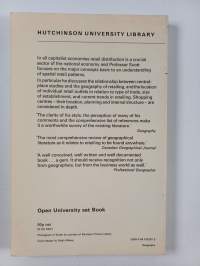 HUTCHINSON UNIVERSITY LIBRARY
In all capitalist economies retail distribution is a crucial
sector of the national economy and Professor Scott
focuses on the major concepts basic to an understanding
of spatial retail patterns.
In particular he discusses the relationship between central-
place studies and the geography of retailing, and the location
of individual retail outlets in relation to type of trade, size
of establishment, and current trends in retailing. Shopping
centres – their location, planning and internal structure – are
considered in depth.
The clarity of his style, the perception of many of his
comments and the comprehensive list of references make
it a worthwhile survey of the existing literature.
Geography
The most comprehensive review of geographical
literature as it relates to retailing to be found anywhere.
Canadian Geographical Journal
A well conceived, well written and well documented
book ... a gem. It should receive recognition not only
from geographers, but from the business world as well.
Professional Geographer
Open University set Book
90p net